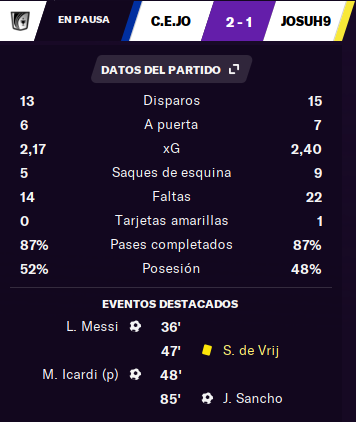 EN PAUSA C.E.JO 2 - 1 JOSUH9
DATOS DEL PARTIDO
13 Disparos 15
6 A puerta 7
2,17 xG 2,40
5 Saques de esquina 9
14 Faltas 22
0 Tarjetas amarillas 1
87% Pases completados 87%
52% Posesión 48%
EVENTOS DESTACADOS
L. Messi 36'
47' S. de Vrij
M. Icardi (p) 48'
85' J. Sancho